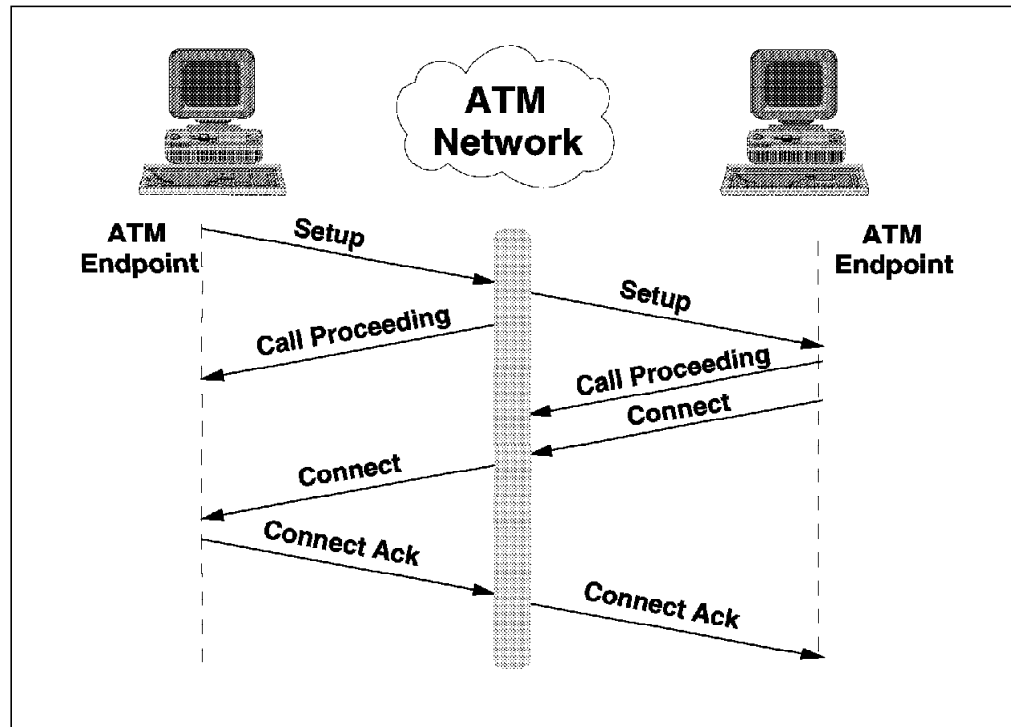 ATM
Network
ATM
Endpoint
ATM
Endpoint
Setup
Setup
Call Proceeding
Call Proceeding
Connect
Connect
Connect Ack
Connect Ack